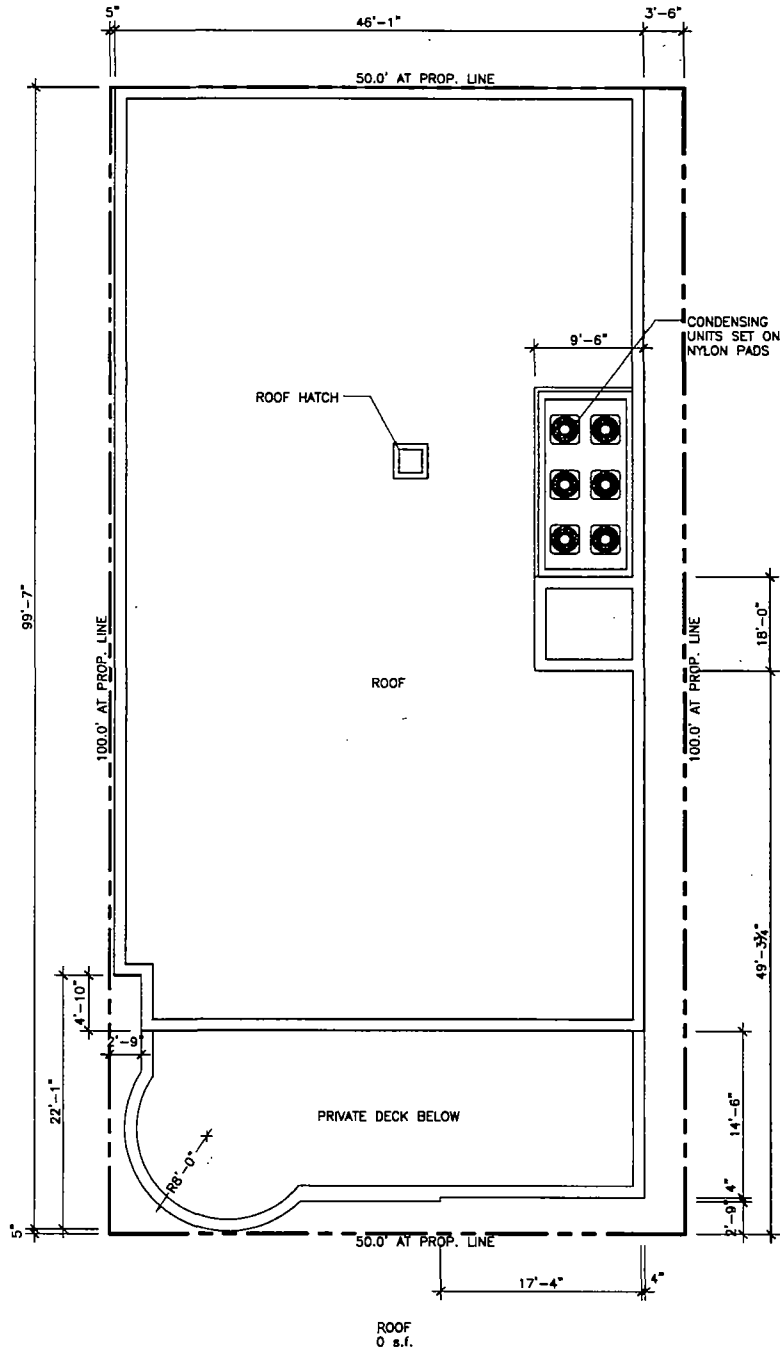 5"
46'-1"
3'-6"
50.0' AT PROP. LINE
CONDENSING
UNITS SET ON
NYLON PADS
9'-6"
ROOF HATCH
99'-7"
100.0' AT PROP. LINE
18'-0"
100.0' AT PROP. LINE
ROOF
49'-3¾"
4'-10"
2'-9"
22'-1"
PRIVATE DECK BELOW
14'-6"
R8'-0"
4"
2'-9"
5"
50.0' AT PROP. LINE
17'-4"
4"
ROOF
0 s.f.